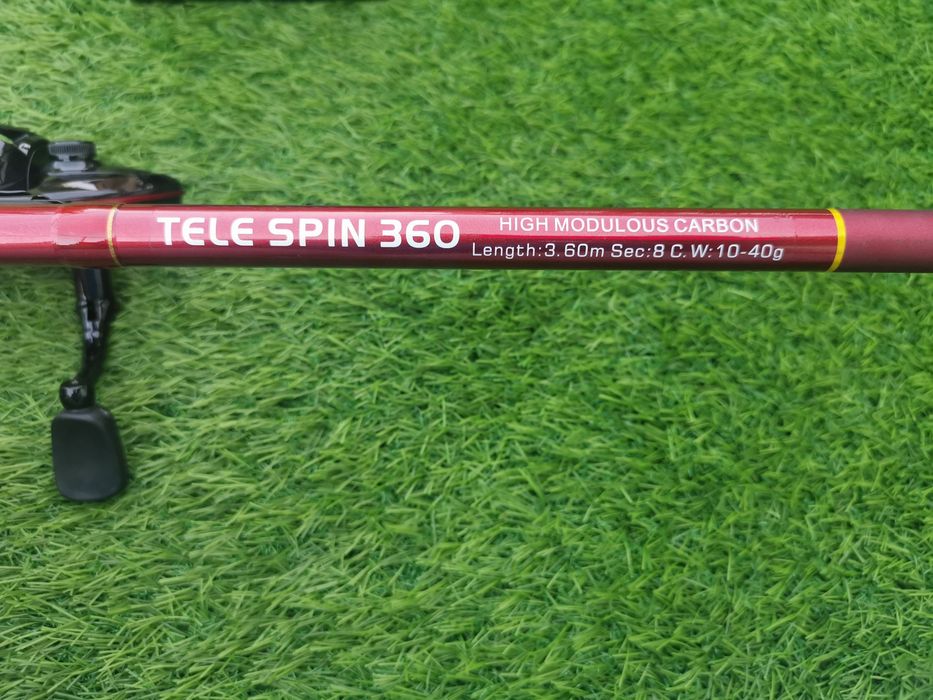 TELE SPIN 360
HIGH MODULOUS CARBON
Length:3.60m Sec:8 C.W:10-40g